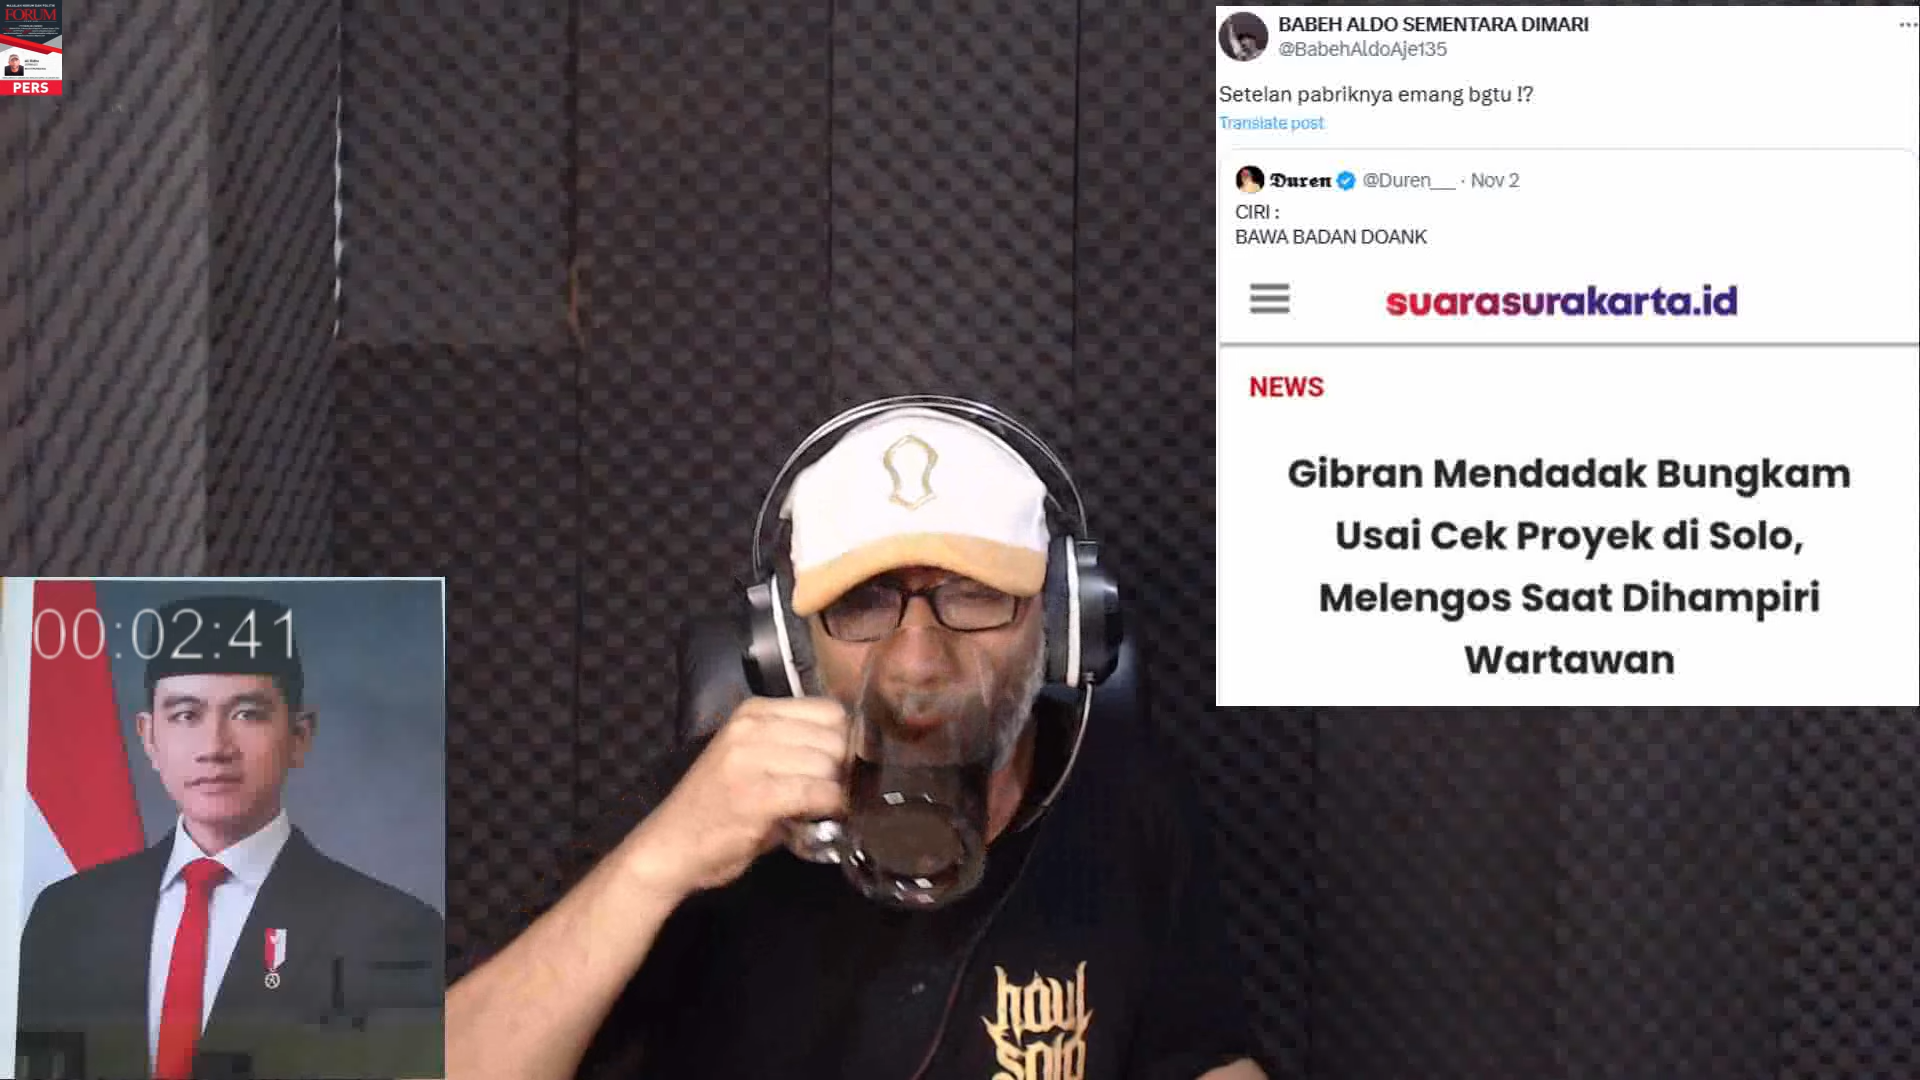 FORUM
PERS
BABEH ALDO SEMENTARA DIMARI
@BabehAldoAje135
Setelan pabriknya emang bgtu !?
Translate post
Duren @Duren___ · Nov 2
CIRI :
BAWA BADAN DOANK
suarasurakarta.id
NEWS
Gibran Mendadak Bungkam
Usai Cek Proyek di Solo,
Melengos Saat Dihampiri
Wartawan
00:02:41
houl
solo